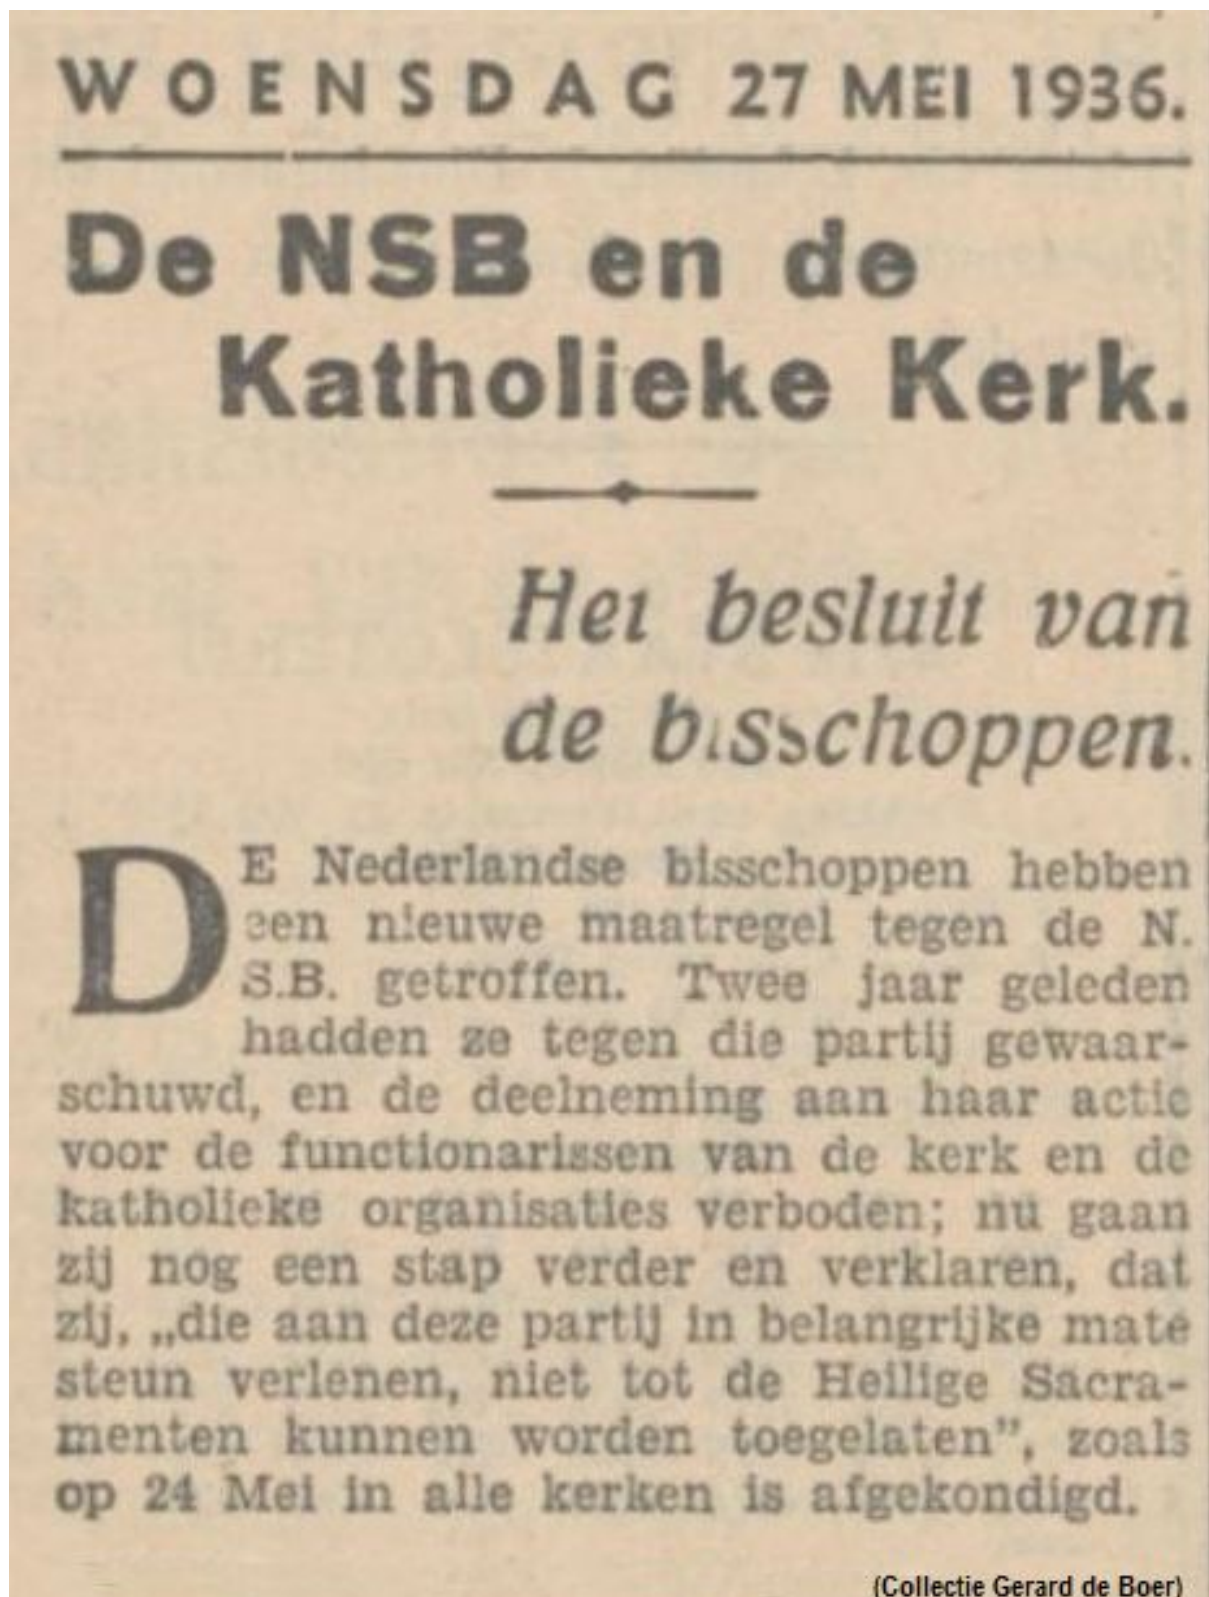 WOENSDAG 27 MEI 1936.
De NSB en de
Katholieke Kerk.
Het besluit van
de bisschoppen.
DE Nederlandse bisschoppen hebben
een nieuwe maatregel tegen de N.
S.B. getroffen. Twee jaar geleden
hadden ze tegen die partij gewaar-
schuwd, en de deelneming aan haar actie
voor de functionarissen van de kerk en de
katholieke organisaties verboden; nu gaan
zij nog een stap verder en verklaren, dat
zij, „die aan deze partij in belangrijke mate
steun verlenen, niet tot de Heilige Sacra-
menten kunnen worden toegelaten”, zoals
op 24 Mei in alle kerken is afgekondigd.
(Collectie Gerard de Boer)